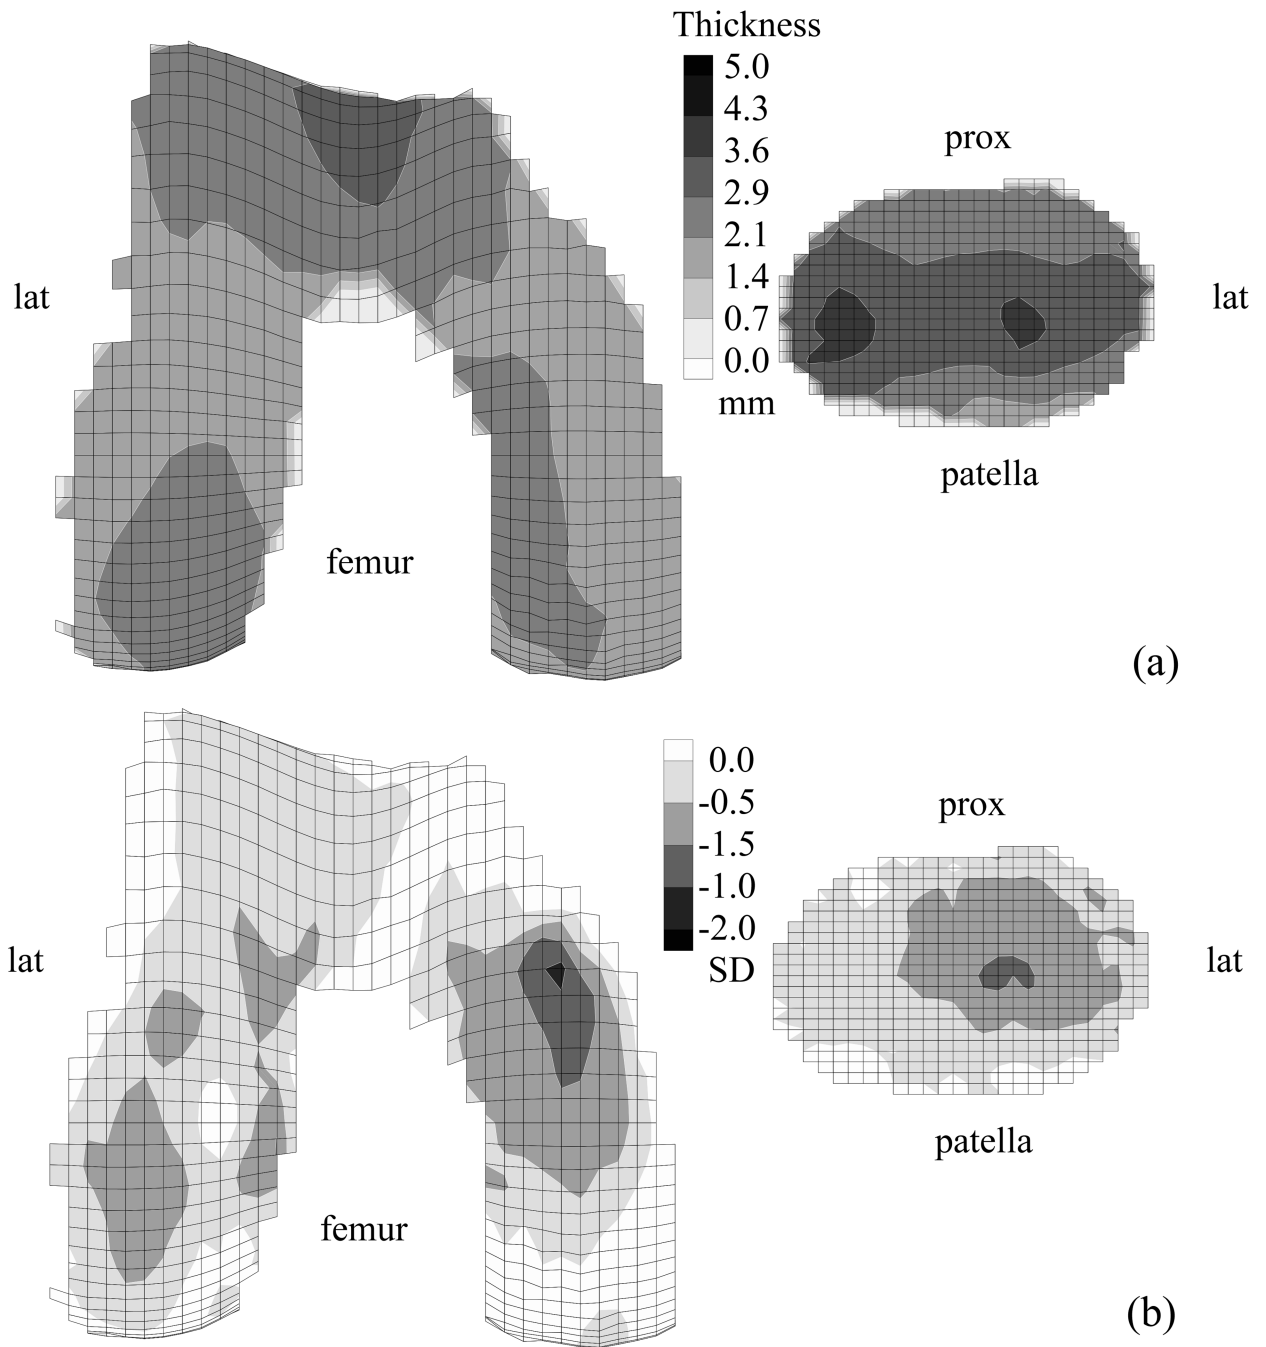 Thickness
5.0
4.3
3.6
2.9
2.1
1.4
0.7
0.0
mm
prox
lat
lat
patella
femur
(a)
0.0
-0.5
-1.5
-1.0
-2.0
SD
prox
lat
lat
patella
femur
(b)